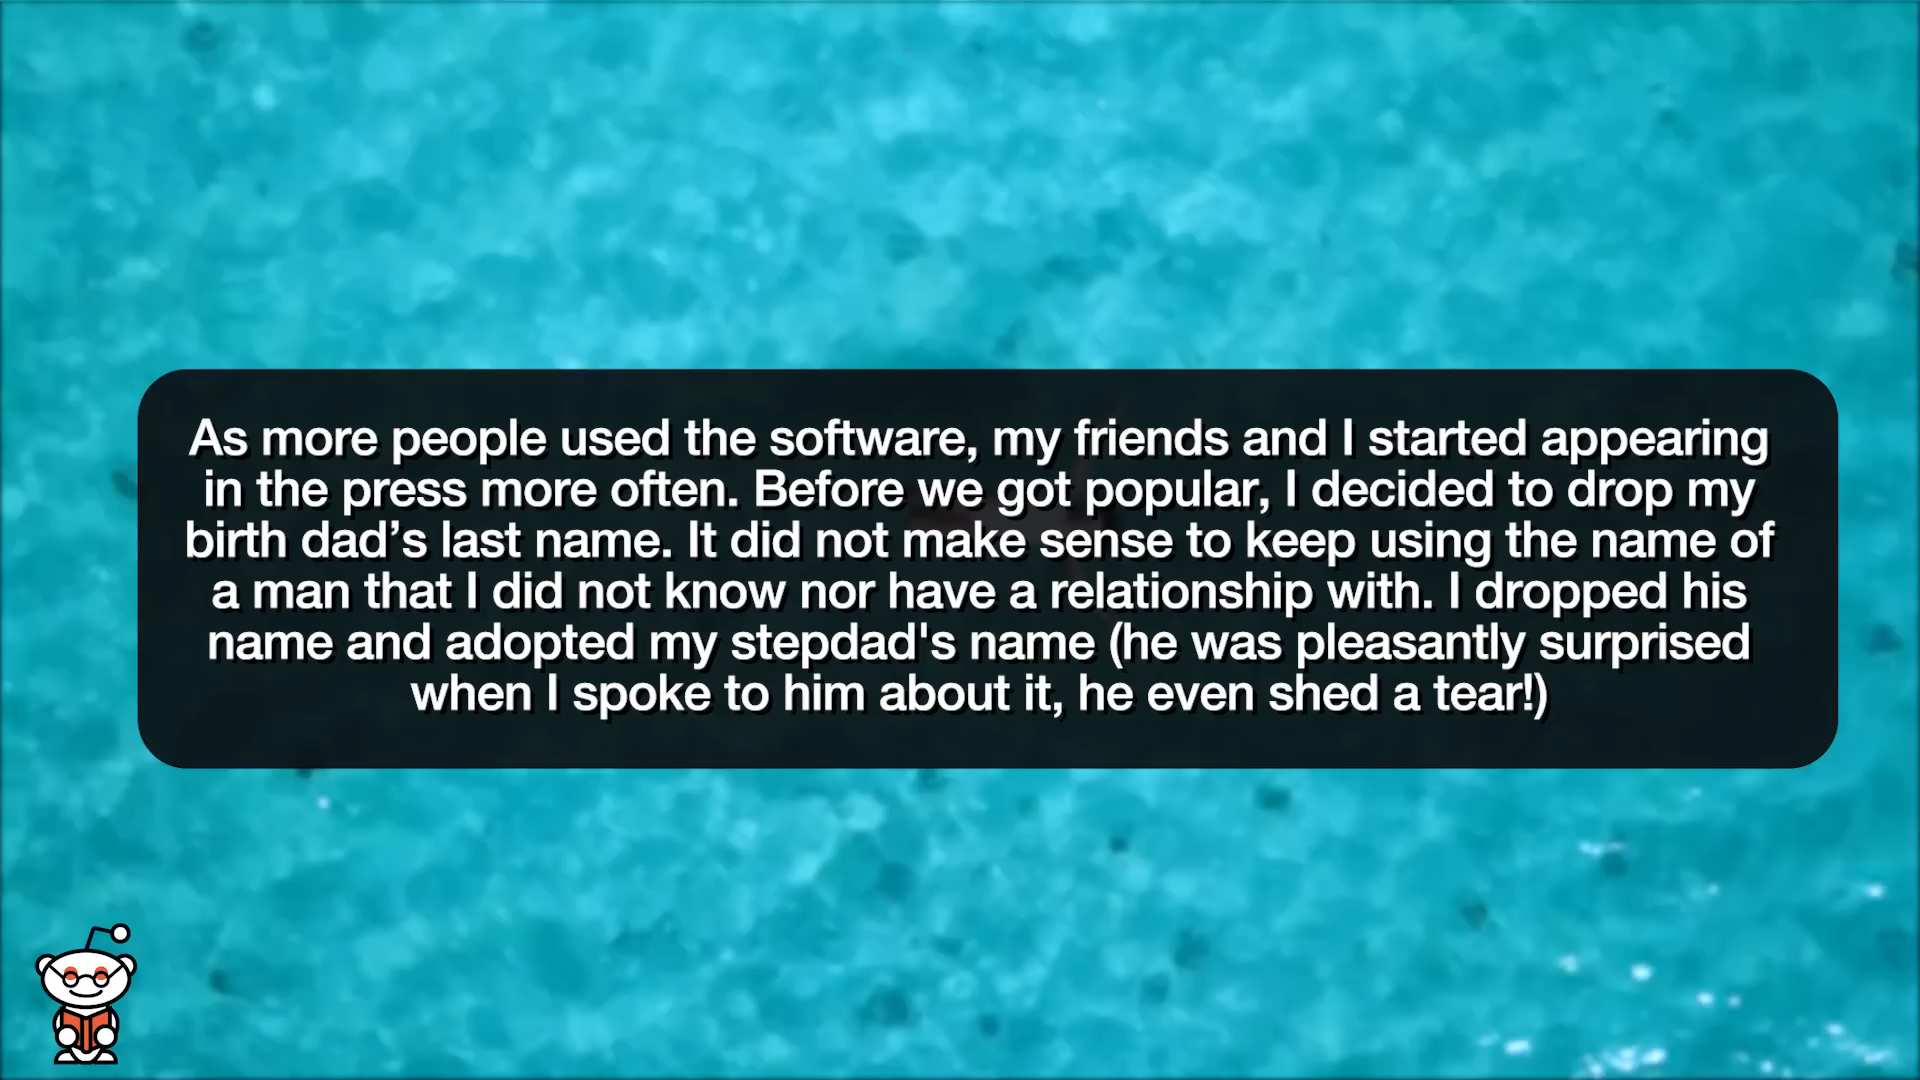 As more people used the software, my friends and I started appearing
in the press more often. Before we got popular, I decided to drop my
birth dad’s last name. It did not make sense to keep using the name of
a man that I did not know nor have a relationship with. I dropped his
name and adopted my stepdad's name (he was pleasantly surprised
when I spoke to him about it, he even shed a tear!)